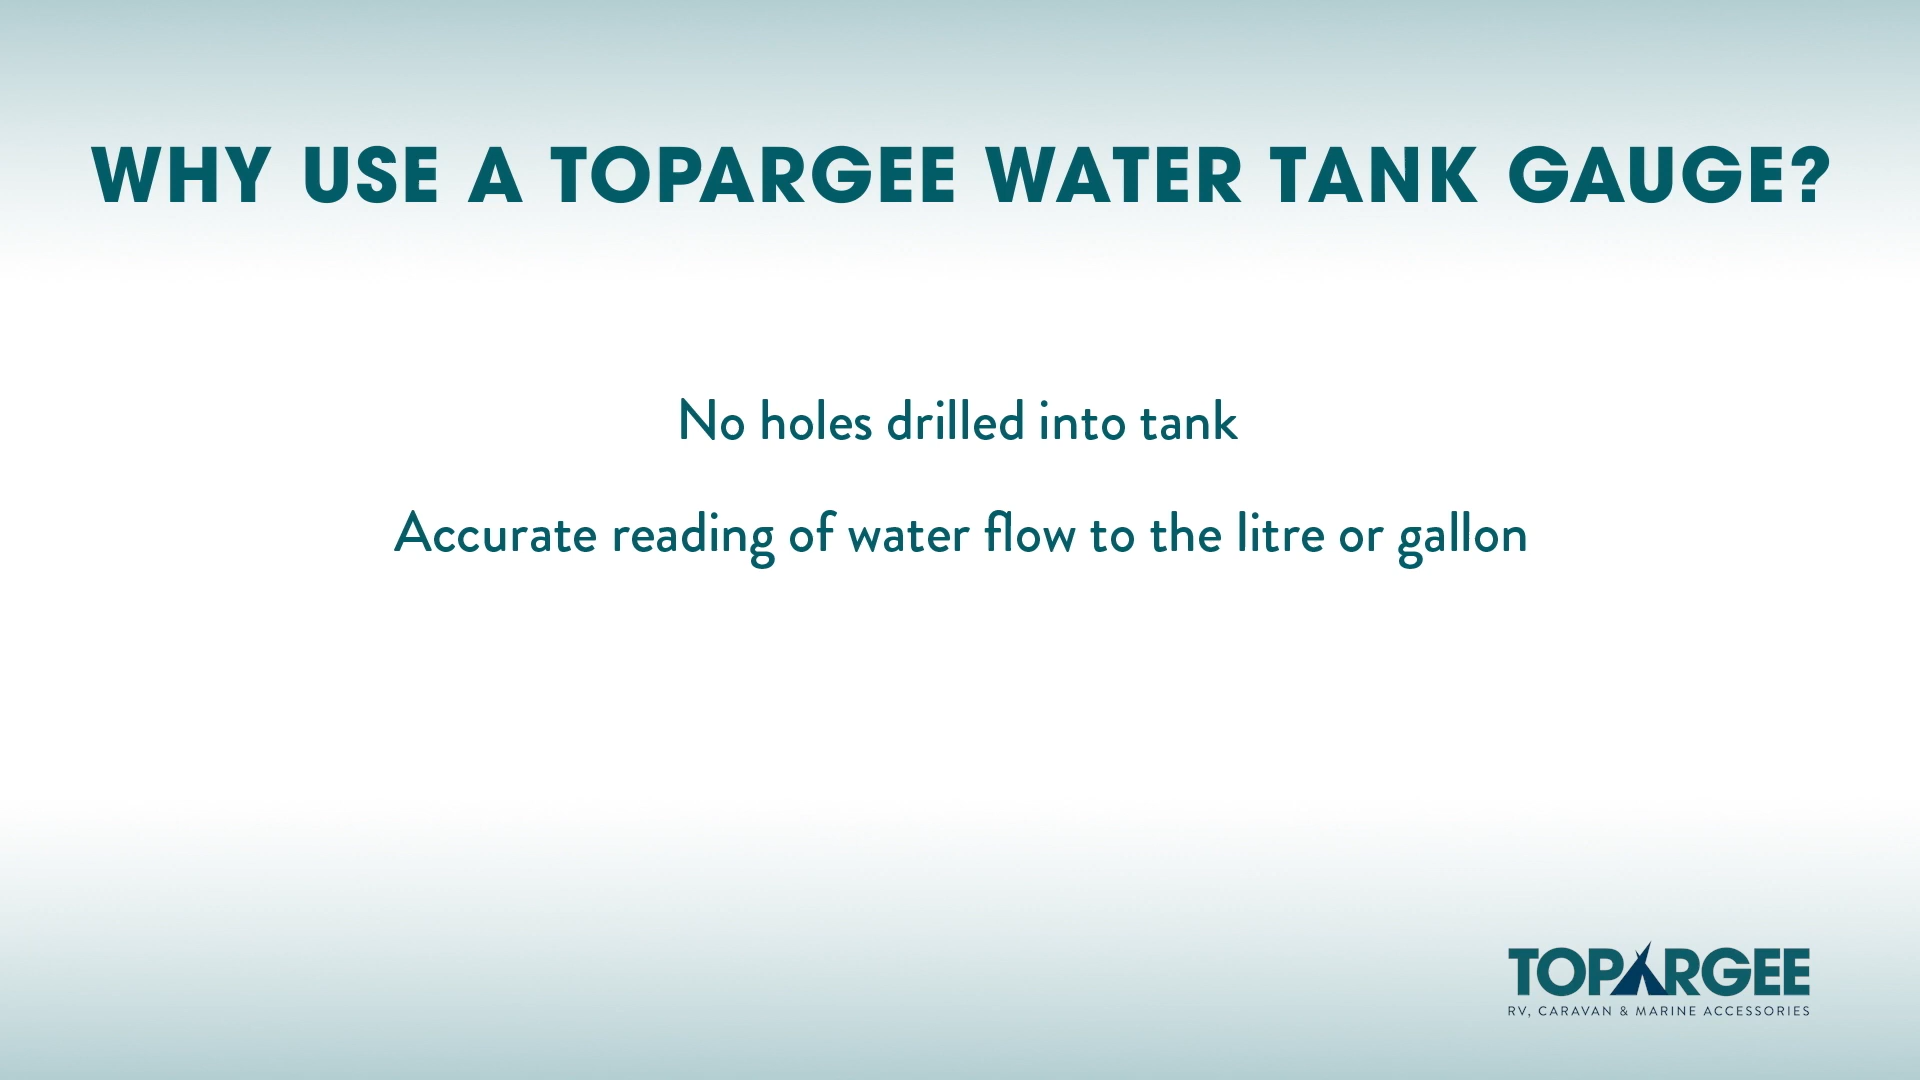 WHY USE A TOPARGEE WATER TANK GAUGE?
No holes drilled into tank
Accurate reading of water flow to the litre or gallon
TOPARGEE
RV, CARAVAN & MARINE ACCESSORIES